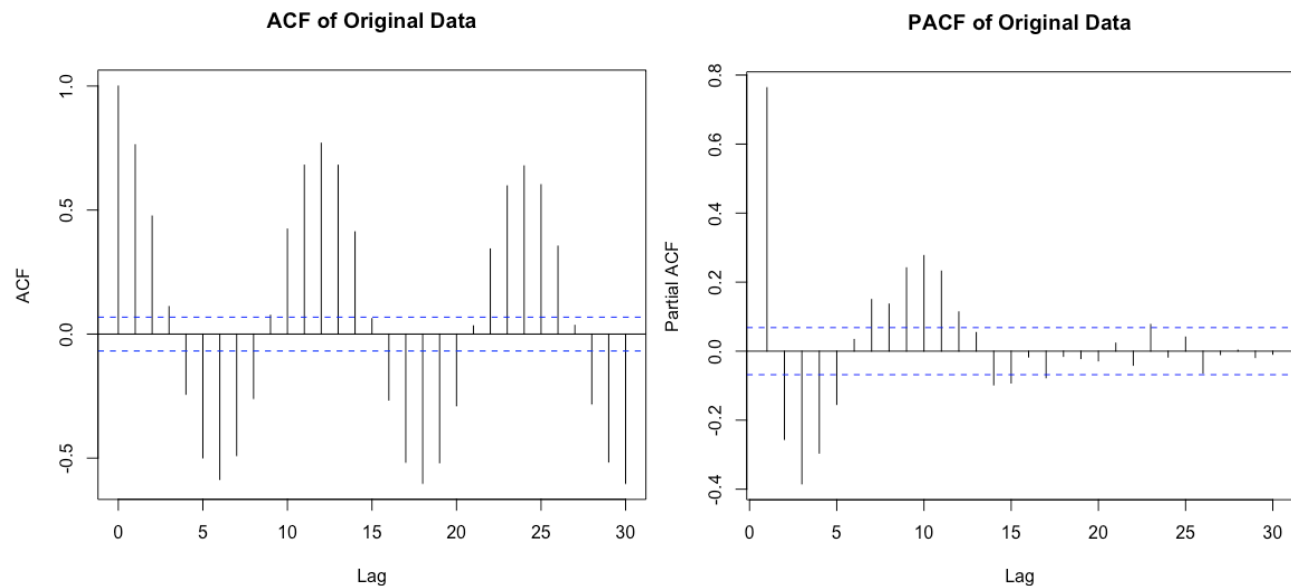 ACF of Original Data
ACF
1.0
0.5
0.0
-0.5
0 5 10 15 20 25 30
Lag
PACF of Original Data
Partial ACF
0.8
0.6
0.4
0.2
0.0
-0.2
-0.4
0 5 10 15 20 25 30
Lag